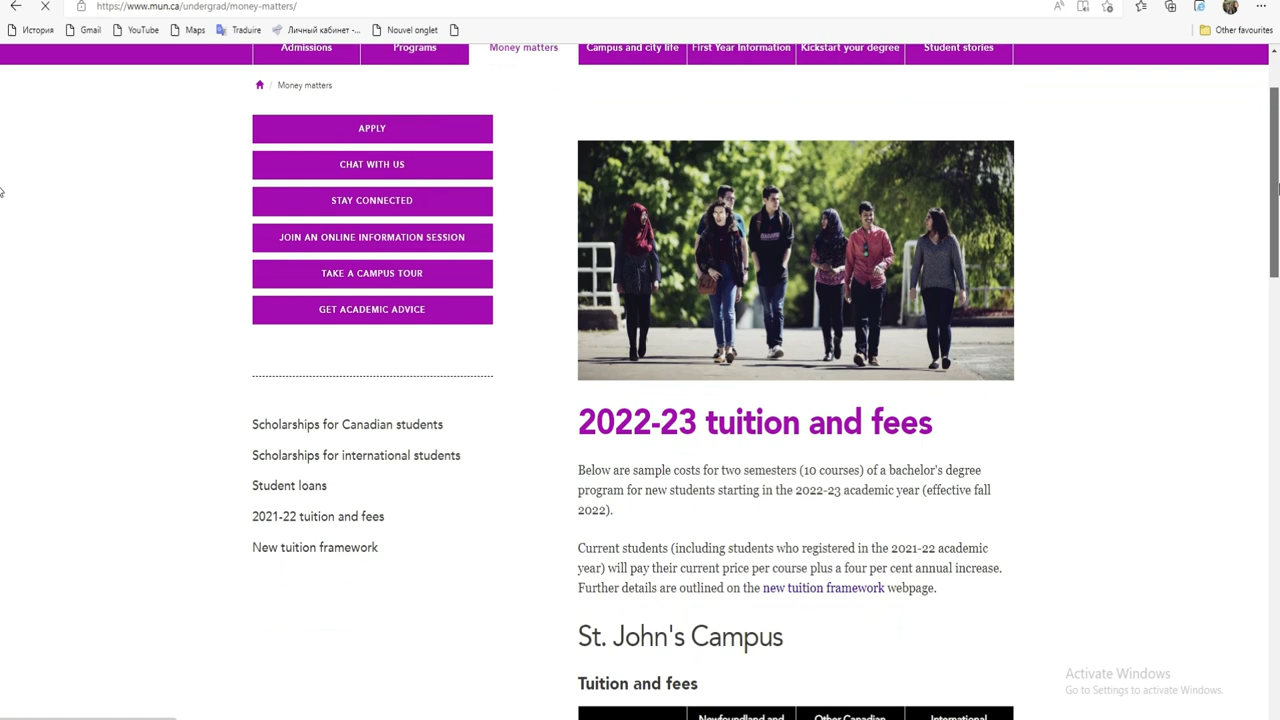 https://www.mun.ca/undergrad/money-matters/
История Gmail YouTube Maps Traduire Личный кабинет -... Nouvel onglet Other favourites
Admissions Programs Money matters Campus and city life First Year Information Kickstart your degree Student stories
/ Money matters
APPLY
CHAT WITH US
STAY CONNECTED
JOIN AN ONLINE INFORMATION SESSION
TAKE A CAMPUS TOUR
GET ACADEMIC ADVICE
Scholarships for Canadian students
Scholarships for international students
Student loans
2021-22 tuition and fees
New tuition framework
2022-23 tuition and fees
Below are sample costs for two semesters (10 courses) of a bachelor's degree
program for new students starting in the 2022-23 academic year (effective fall
2022).
Current students (including students who registered in the 2021-22 academic
year) will pay their current price per course plus a four per cent annual increase.
Further details are outlined on the new tuition framework webpage.
St. John's Campus
Tuition and fees
Newfoundland and Other Canadian International
Activate Windows
Go to Settings to activate Windows.